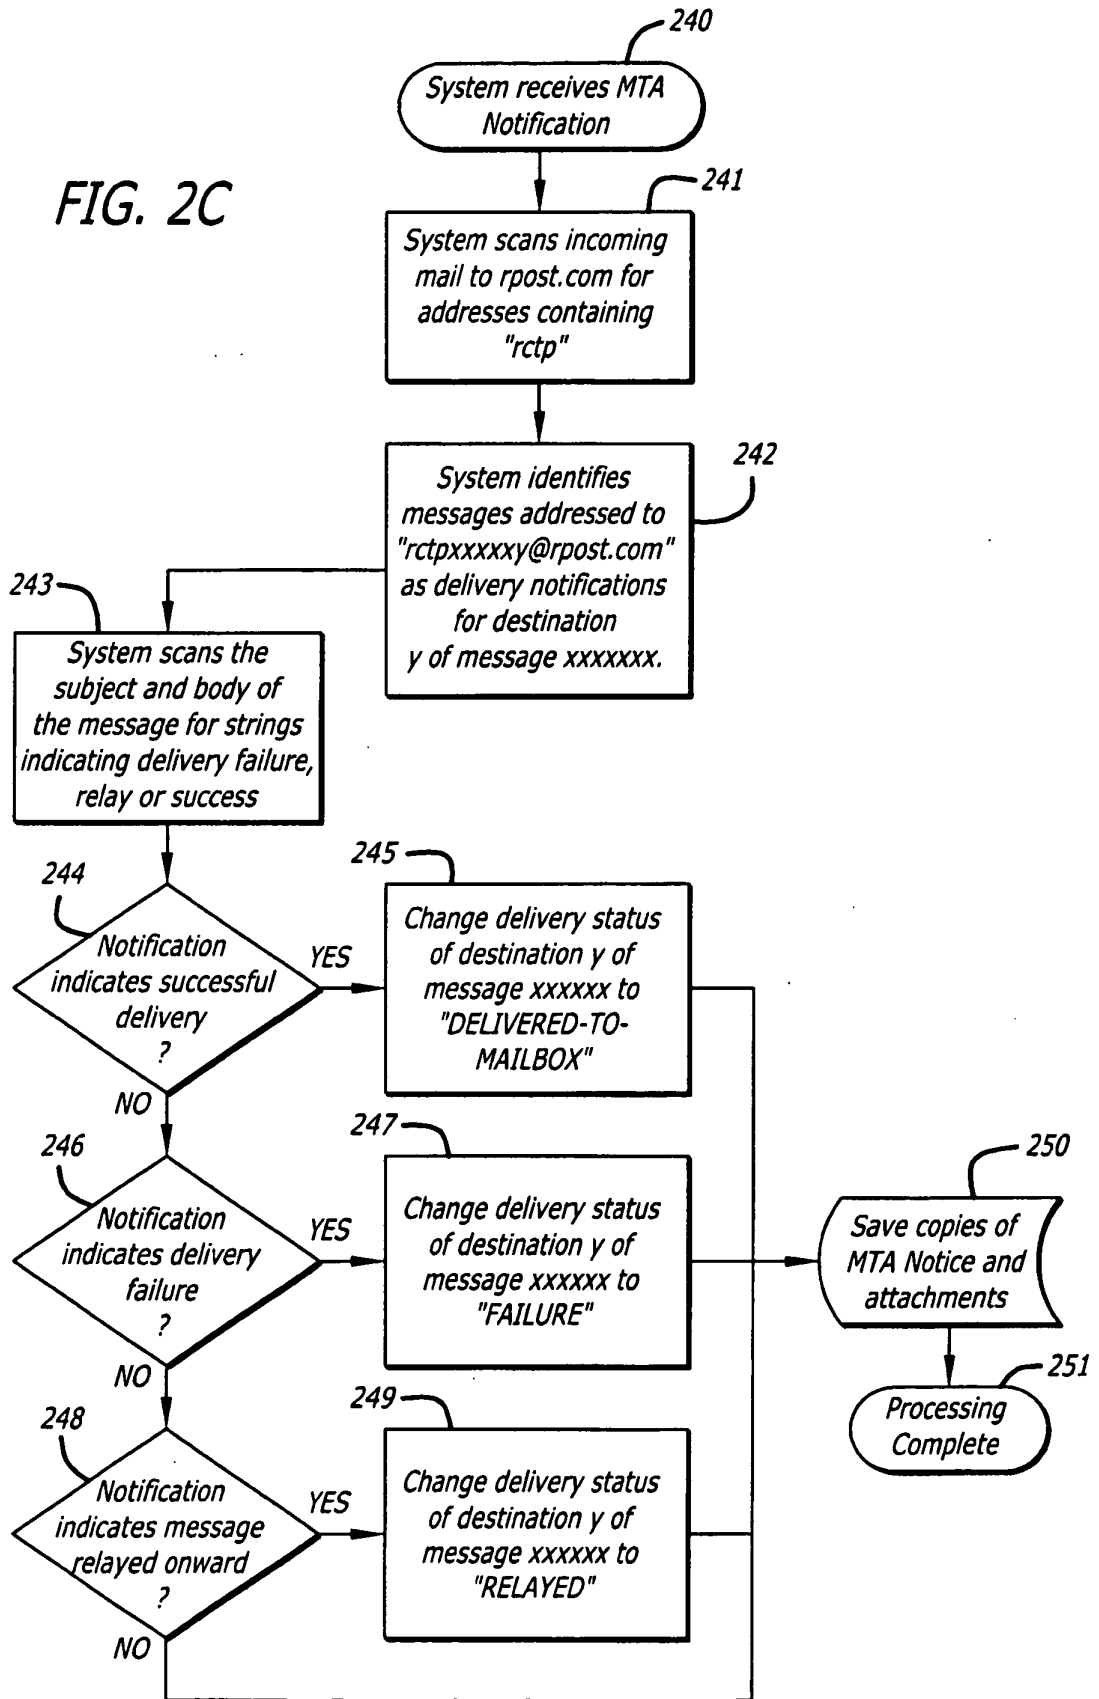 240
System receives MTA
Notification
FIG. 2C
241
System scans incoming
mail to rpost.com for
addresses containing
"rctp"
242
System identifies
messages addressed to
"rctpxxxxxy@rpost.com"
as delivery notifications
for destination
y of message xxxxxxx.
243
System scans the
subject and body of
the message for strings
indicating delivery failure,
relay or success
244
Notification
indicates successful
delivery
?
YES
NO
245
Change delivery status
of destination y of
message xxxxxx to
"DELIVERED-TO-
MAILBOX"
246
Notification
indicates delivery
failure
?
YES
NO
247
Change delivery status
of destination y of
message xxxxxx to
"FAILURE"
248
Notification
indicates message
relayed onward
?
YES
NO
249
Change delivery status
of destination y of
message xxxxxx to
"RELAYED"
250
Save copies of
MTA Notice and
attachments
251
Processing
Complete